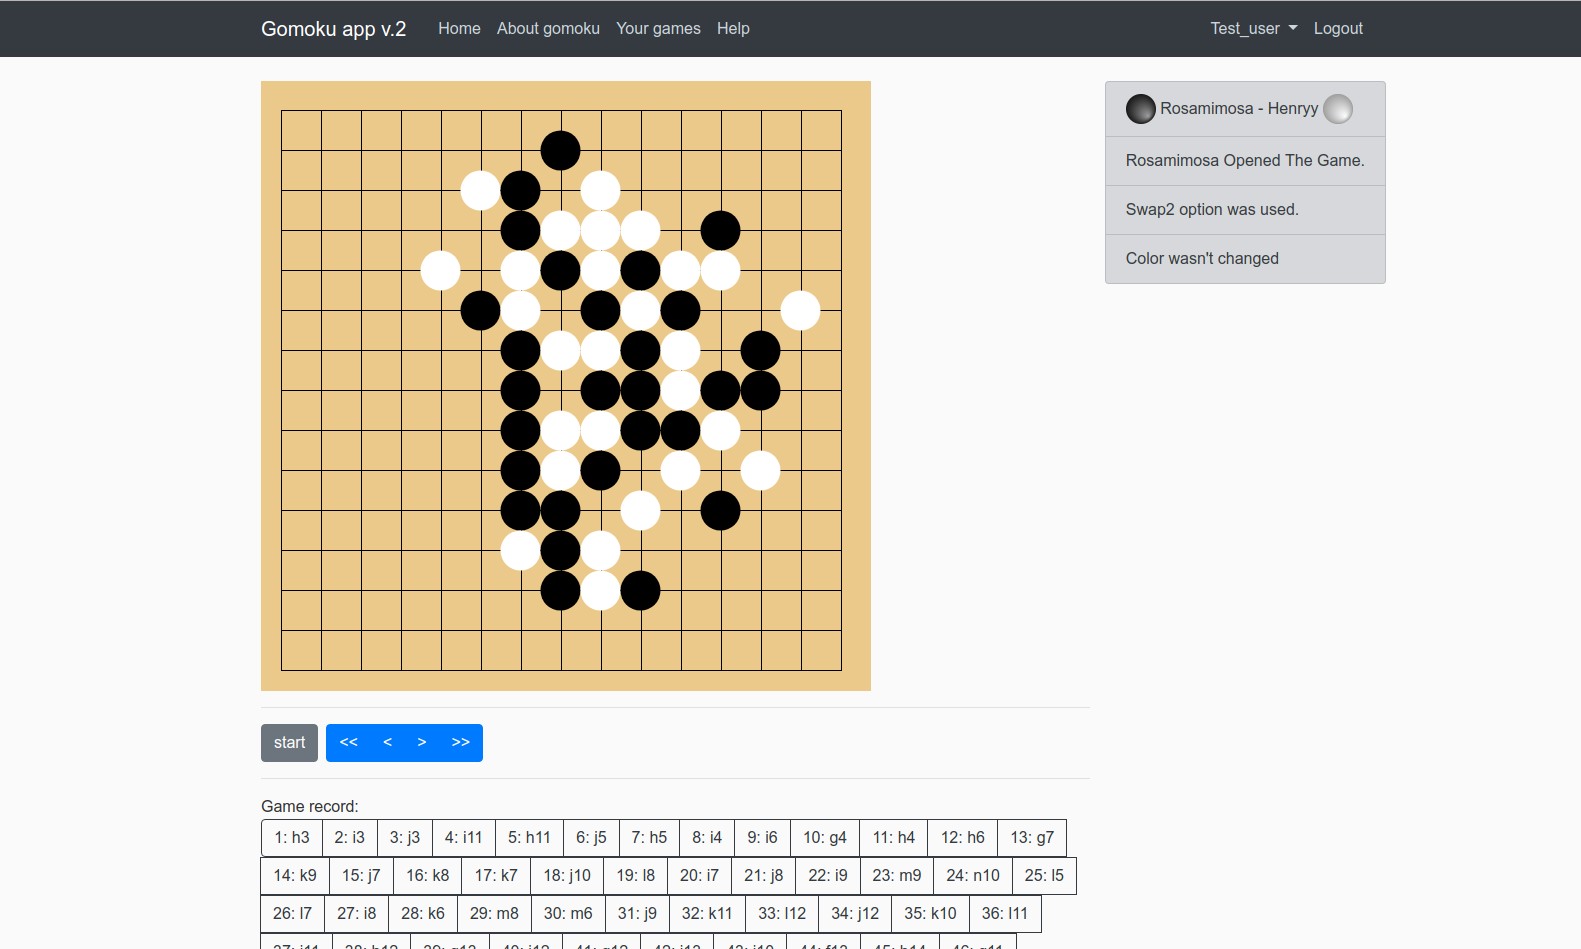 Gomoku app v.2 Home About gomoku Your games Help Test_user Logout
Rosamimosa - Henryy
Rosamimosa Opened The Game.
Swap2 option was used.
Color wasn't changed
start << < > >>
Game record:
1: h3 2: i3 3: j3 4: i11 5: h11 6: j5 7: h5 8: i4 9: i6 10: g4 11: h4 12: h6 13: g7
14: k9 15: j7 16: k8 17: k7 18: j10 19: l8 20: i7 21: j8 22: i9 23: m9 24: n10 25: l5
26: l7 27: i8 28: k6 29: m8 30: m6 31: j9 32: k11 33: l12 34: j12 35: k10 36: l11